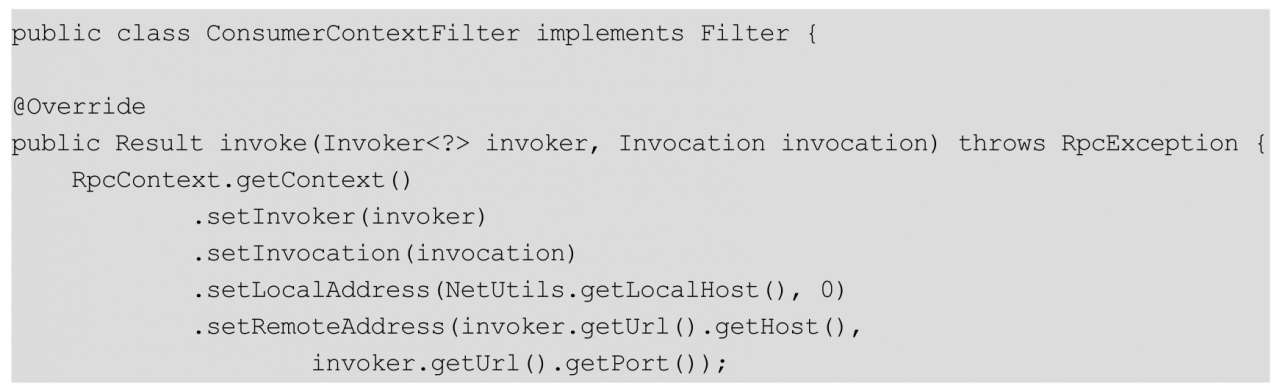 public class ConsumerContextFilter implements Filter {
@Override
public Result invoke(Invoker<?> invoker, Invocation invocation) throws RpcException {
    RpcContext.getContext()
            .setInvoker(invoker)
            .setInvocation(invocation)
            .setLocalAddress(NetUtils.getLocalHost(), 0)
            .setRemoteAddress(invoker.getUrl().getHost(),
                    invoker.getUrl().getPort());